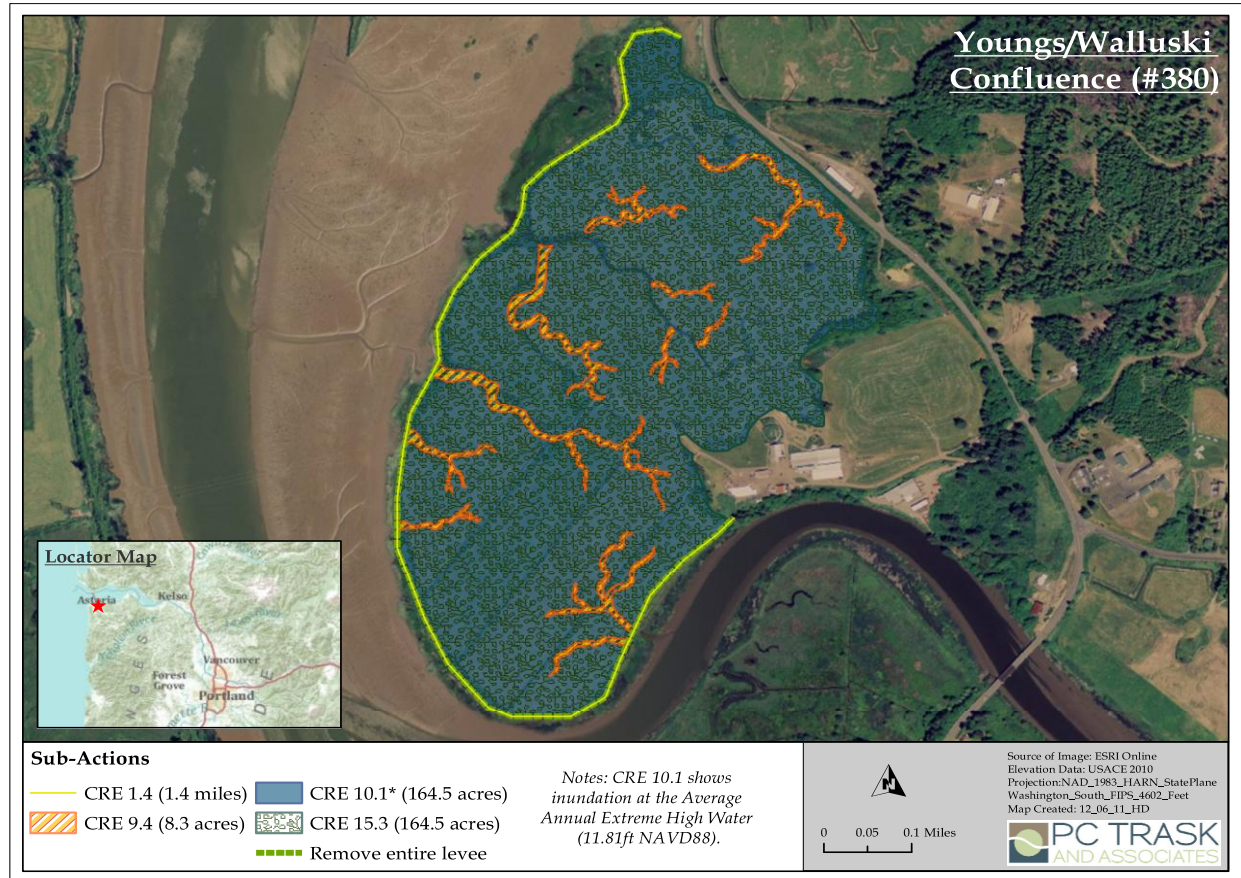 Youngs/Walluski
Confluence (#380)
Locator Map
Astoria
Kelso
Vancouver
Forest
Grove
Portland
Sub-Actions
CRE 1.4 (1.4 miles)
CRE 10.1* (164.5 acres)
CRE 9.4 (8.3 acres)
CRE 15.3 (164.5 acres)
Remove entire levee
Notes: CRE 10.1 shows
inundation at the Average
Annual Extreme High Water
(11.81ft NAVD88).
N
0 0.05 0.1 Miles
Source of Image: ESRI Online
Elevation Data: USACE 2010
Projection:NAD_1983_HARN_StatePlane
Washington_South_FIPS_4602_Feet
Map Created: 12_06_11_HD
PC TRASK
AND ASSOCIATES